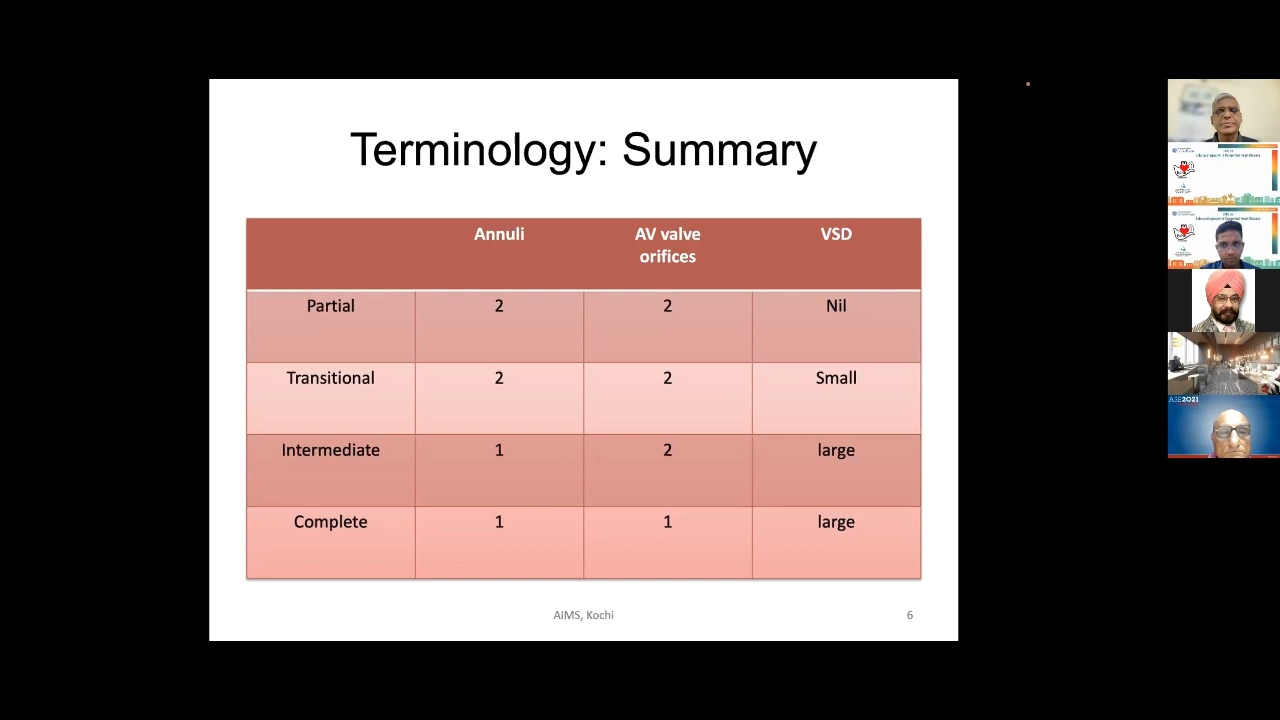 Terminology: Summary
Annuli
AV valve
orifices
VSD
Partial
2
2
Nil
Transitional
2
2
Small
Intermediate
1
2
large
Complete
1
1
large
AIMS, Kochi
6
ASE2021